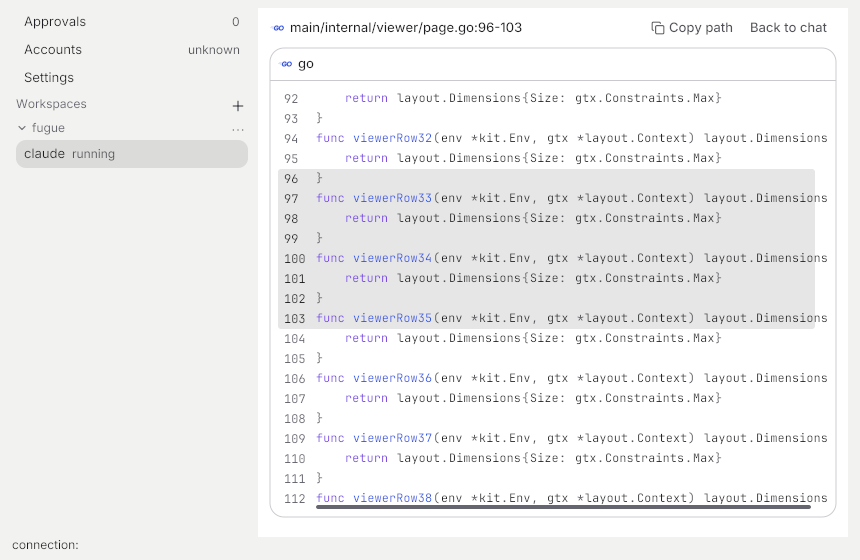 Approvals 0
Accounts unknown
Settings
Workspaces +
fugue ...
claude running
connection:
GO main/internal/viewer/page.go:96-103 Copy path Back to chat
GO go
92 return layout.Dimensions{Size: gtx.Constraints.Max}
93 }
94 func viewerRow32(env *kit.Env, gtx *layout.Context) layout.Dimensions
95 return layout.Dimensions{Size: gtx.Constraints.Max}
96 }
97 func viewerRow33(env *kit.Env, gtx *layout.Context) layout.Dimensions
98 return layout.Dimensions{Size: gtx.Constraints.Max}
99 }
100 func viewerRow34(env *kit.Env, gtx *layout.Context) layout.Dimensions
101 return layout.Dimensions{Size: gtx.Constraints.Max}
102 }
103 func viewerRow35(env *kit.Env, gtx *layout.Context) layout.Dimensions
104 return layout.Dimensions{Size: gtx.Constraints.Max}
105 }
106 func viewerRow36(env *kit.Env, gtx *layout.Context) layout.Dimensions
107 return layout.Dimensions{Size: gtx.Constraints.Max}
108 }
109 func viewerRow37(env *kit.Env, gtx *layout.Context) layout.Dimensions
110 return layout.Dimensions{Size: gtx.Constraints.Max}
111 }
112 func viewerRow38(env *kit.Env, gtx *layout.Context) layout.Dimensions